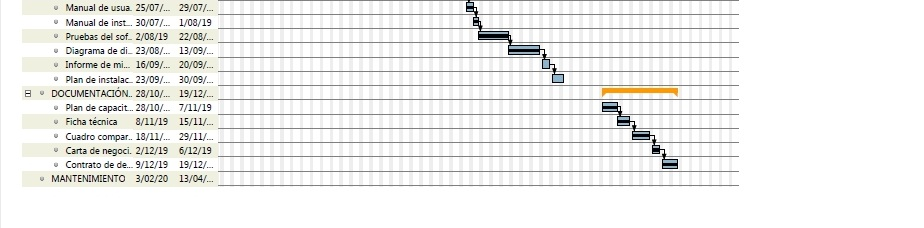 Manual de usua. 25/07/... 29/07/...
Manual de inst... 30/07/... 1/08/19
Pruebas del sof.. 2/08/19 22/08/...
Diagrama de di.. 23/08/... 13/09/...
Informe de mi... 16/09/... 20/09/...
Plan de instalac.. 23/09/... 30/09/...
DOCUMENTACIÓN.. 28/10/... 19/12/...
Plan de capacit... 28/10/... 7/11/19
Ficha técnica 8/11/19 15/11/...
Cuadro compar.. 18/11/... 29/11/...
Carta de negoci. 2/12/19 6/12/19
Contrato de de... 9/12/19 19/12/...
MANTENIMIENTO 3/02/20 13/04/...